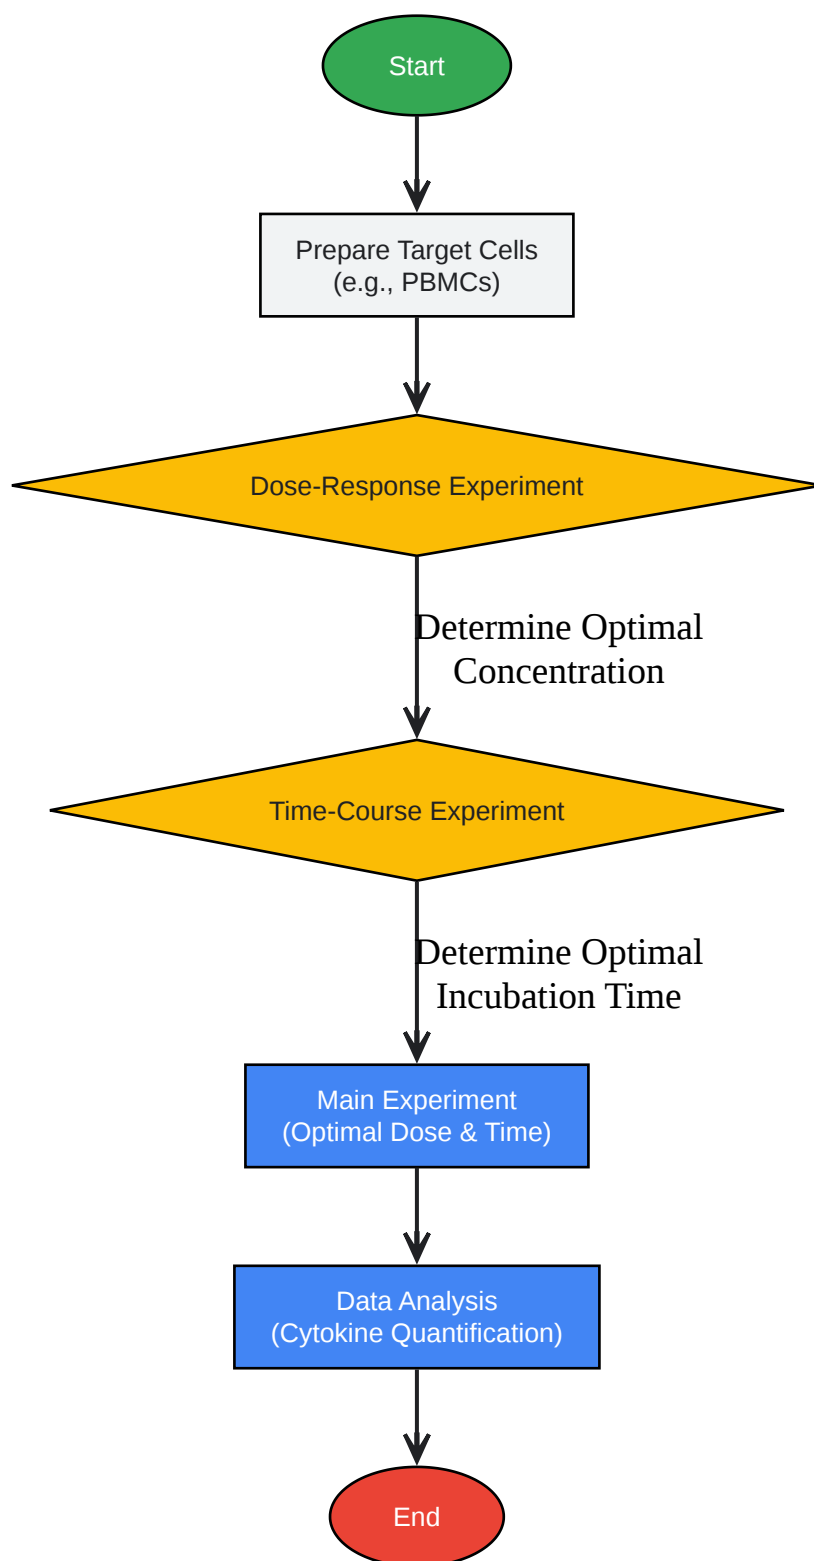 Start
Prepare Target Cells
(e.g., PBMCs)
Dose-Response Experiment
Determine Optimal
Concentration
Time-Course Experiment
Determine Optimal
Incubation Time
Main Experiment
(Optimal Dose & Time)
Data Analysis
(Cytokine Quantification)
End